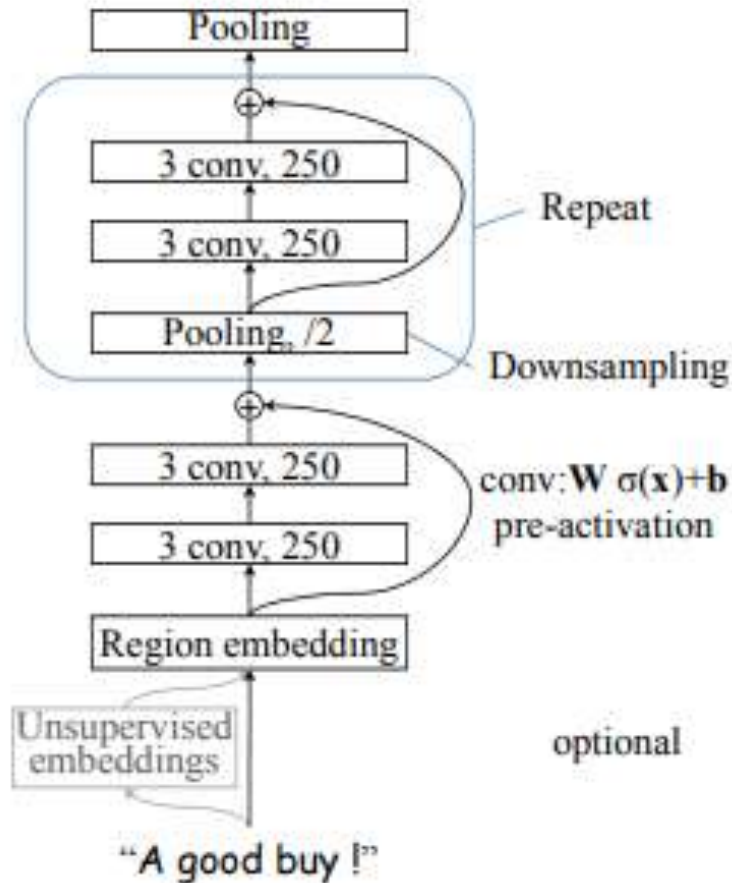 Pooling
3 conv, 250
3 conv, 250
Repeat
Pooling, /2
Downsampling
3 conv, 250
3 conv, 250
conv:W σ(x)+b
pre-activation
Region embedding
Unsupervised
embeddings
optional
“A good buy !”